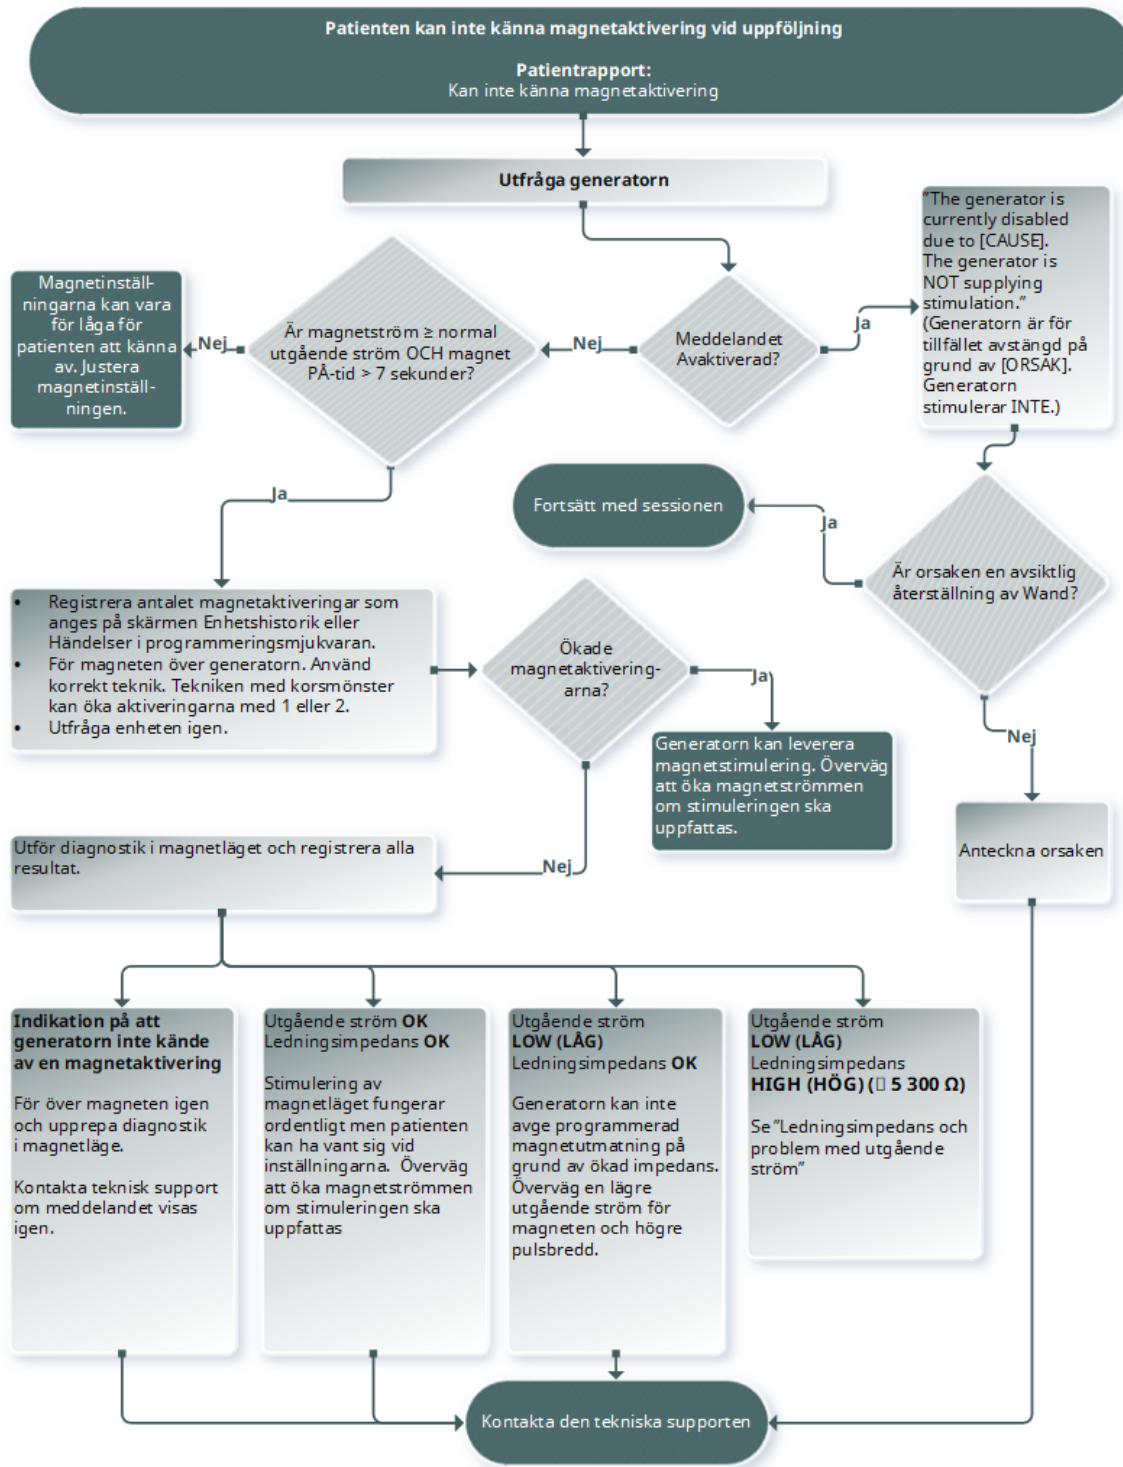 Patienten kan inte känna magnetaktivering vid uppföljning
Patientrapport:
Kan inte känna magnetaktivering
Utfråga generatorn
"The generator is
currently disabled
due to [CAUSE].
The generator is
NOT supplying
stimulation."
(Generatorn är för
tillfället avstängd på
grund av [ORSAK].
Generatorn
stimulerar INTE.)
Magnetinställ-
ningarna kan vara
för låga för
patienten att känna
av. Justera
magnetinställ-
ningen.
Nej
Är magnetström ≥ normal
utgående ström OCH magnet
PÅ-tid > 7 sekunder?
Nej
Meddelandet
Avaktiverad?
Ja
Ja
Fortsätt med sessionen
Ja
Är orsaken en avsiktlig
återställning av Wand?
• Registrera antalet magnetaktiveringar som
anges på skärmen Enhetshistorik eller
Händelser i programmeringsmjukvaran.
• För magneten över generatorn. Använd
korrekt teknik. Tekniken med korsmönster
kan öka aktiveringarna med 1 eller 2.
• Utfråga enheten igen.
Ökade
magnetaktivering-
arna?
Ja
Nej
Generatorn kan leverera
magnetstimulering. Överväg
att öka magnetströmmen
om stimuleringen ska
uppfattas.
Anteckna orsaken
Utför diagnostik i magnetläget och registrera alla
resultat.
Nej
Indikation på att
generatorn inte kände
av en magnetaktivering
För över magneten igen
och upprepa diagnostik
i magnetläge.
Kontakta teknisk support
om meddelandet visas
igen.
Utgående ström OK
Ledningsimpedans OK
Stimulering av
magnetläget fungerar
ordentligt men patienten
kan ha vant sig vid
inställningarna. Överväg
att öka magnetströmmen
om stimuleringen ska
uppfattas
Utgående ström
LOW (LÅG)
Ledningsimpedans OK
Generatorn kan inte
avge programmerad
magnetutmatning på
grund av ökad impedans.
Överväg en lägre
utgående ström för
magneten och högre
pulsbredd.
Utgående ström
LOW (LÅG)
Ledningsimpedans
HIGH (HÖG) (▯ 5 300 Ω)
Se "Ledningsimpedans och
problem med utgående
ström"
Kontakta den tekniska supporten